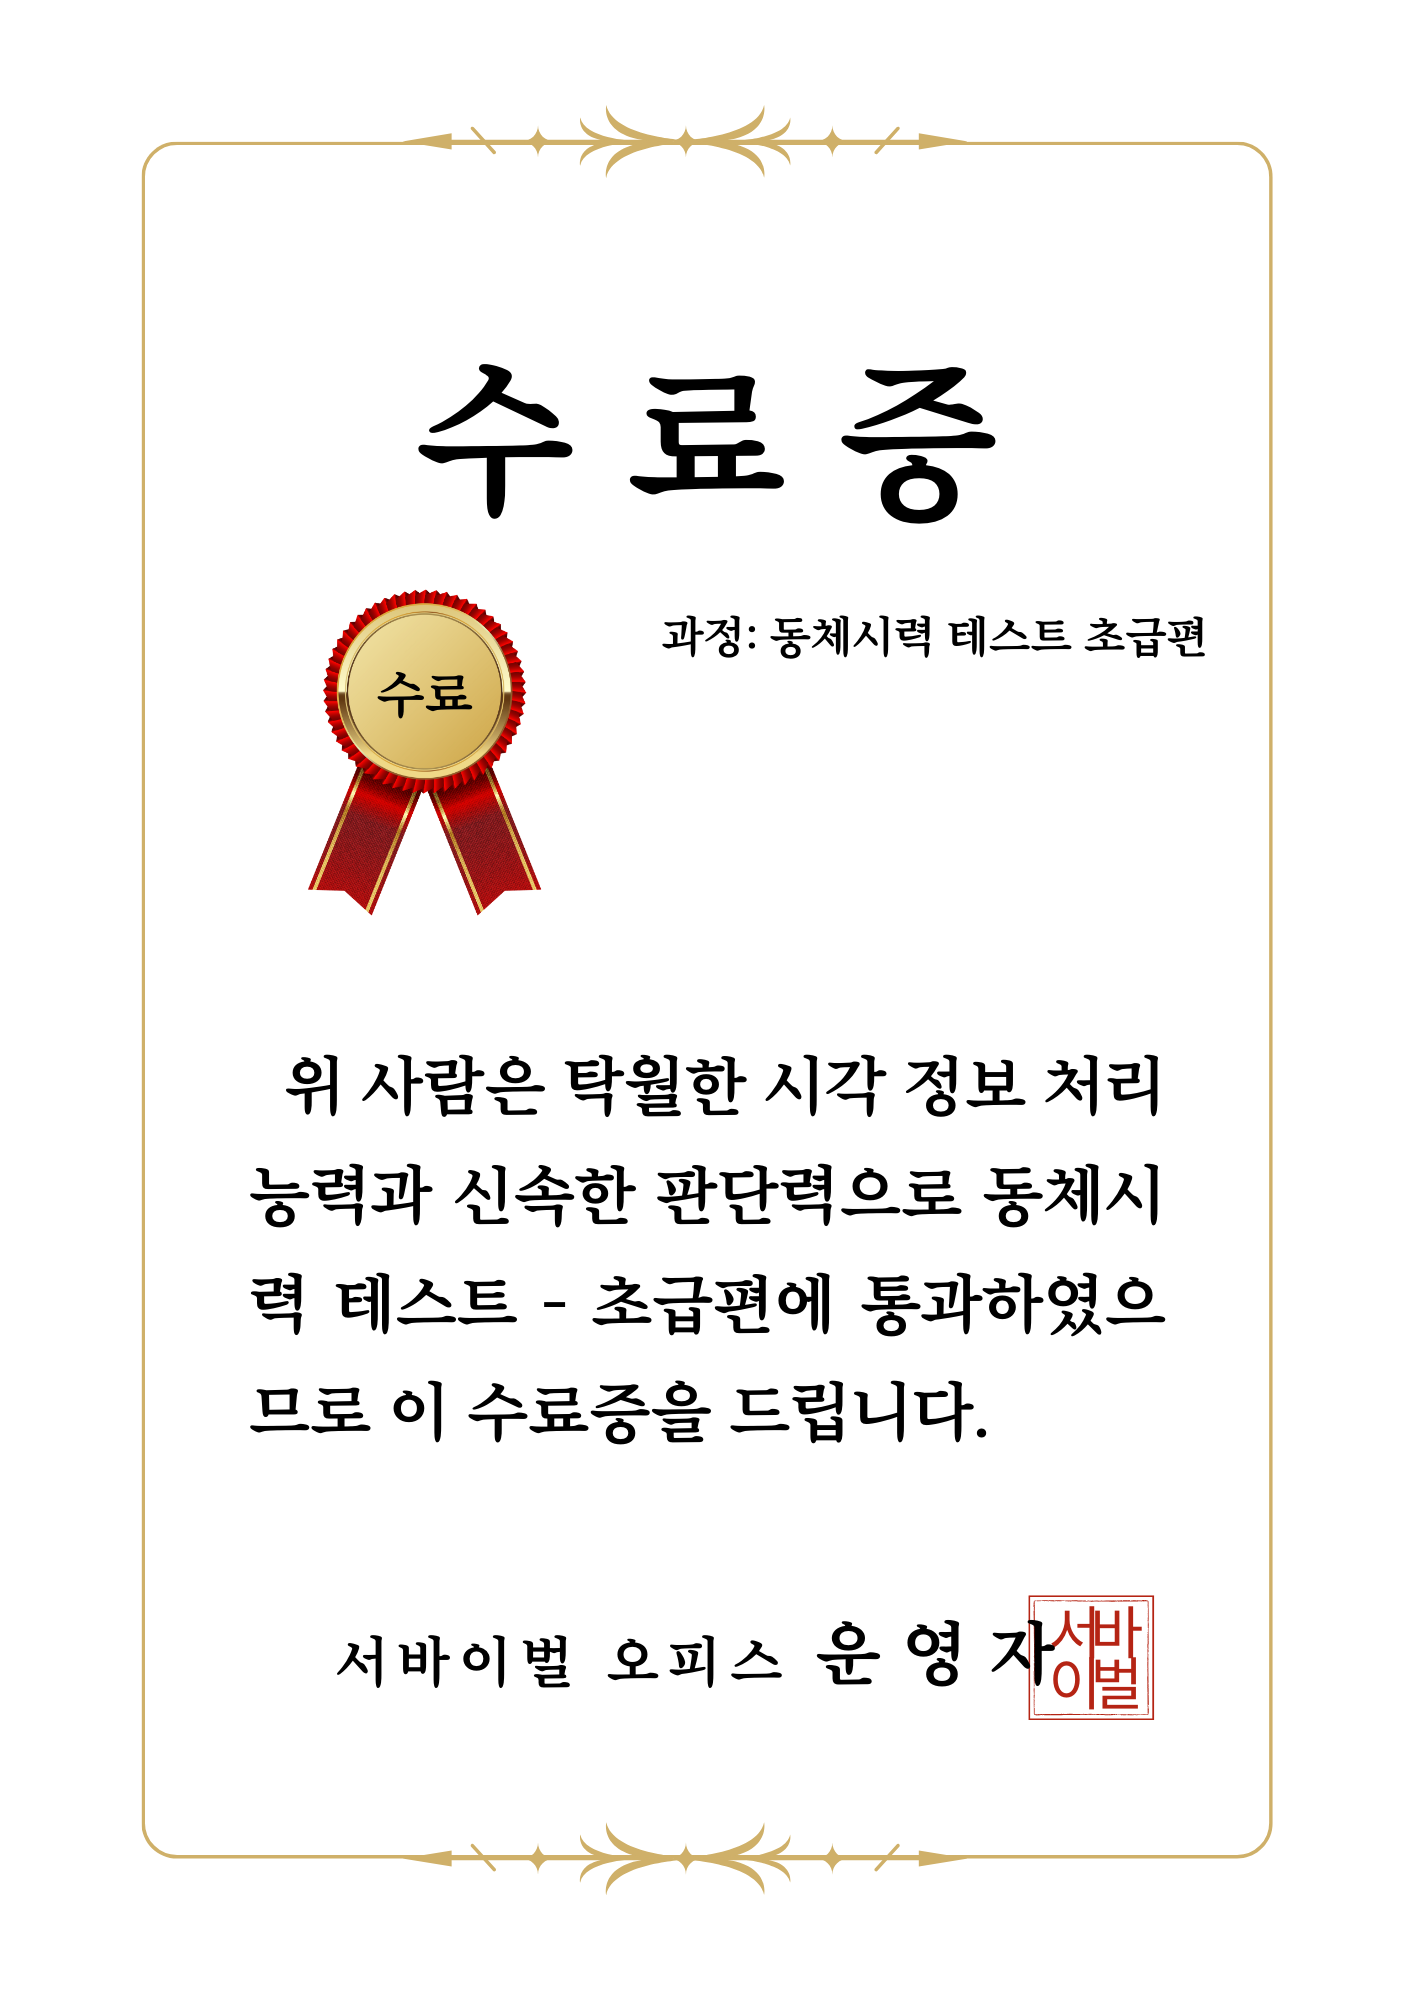 수료증
과정: 동체시력 테스트 초급편
수료
위 사람은 탁월한 시각 정보 처리
능력과 신속한 판단력으로 동체시
력 테스트 - 초급편에 통과하였으
므로 이 수료증을 드립니다.
서바이벌 오피스 운영자
서바
이벌